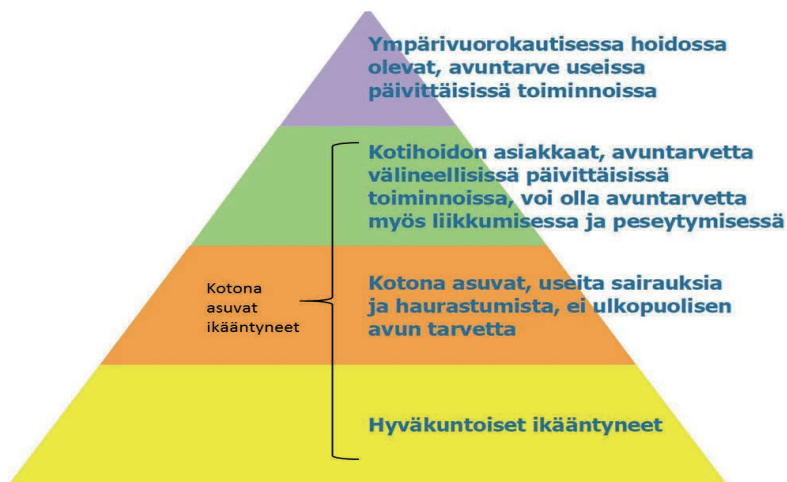 Ympärivuorokautisessa hoidossa
olevat, avuntarve useissa
päivittäisissä toiminnoissa
Kotihoidon asiakkaat, avuntarvetta
välineellisissä päivittäisissä
toiminnoissa, voi olla avuntarvetta
myös liikkumisessa ja peseytymisessä
Kotona
asuvat
ikääntyneet
Kotona asuvat, useita sairauksia
ja haurastumista, ei ulkopuolisen
avun tarvetta
Hyväkuntoiset ikääntyneet